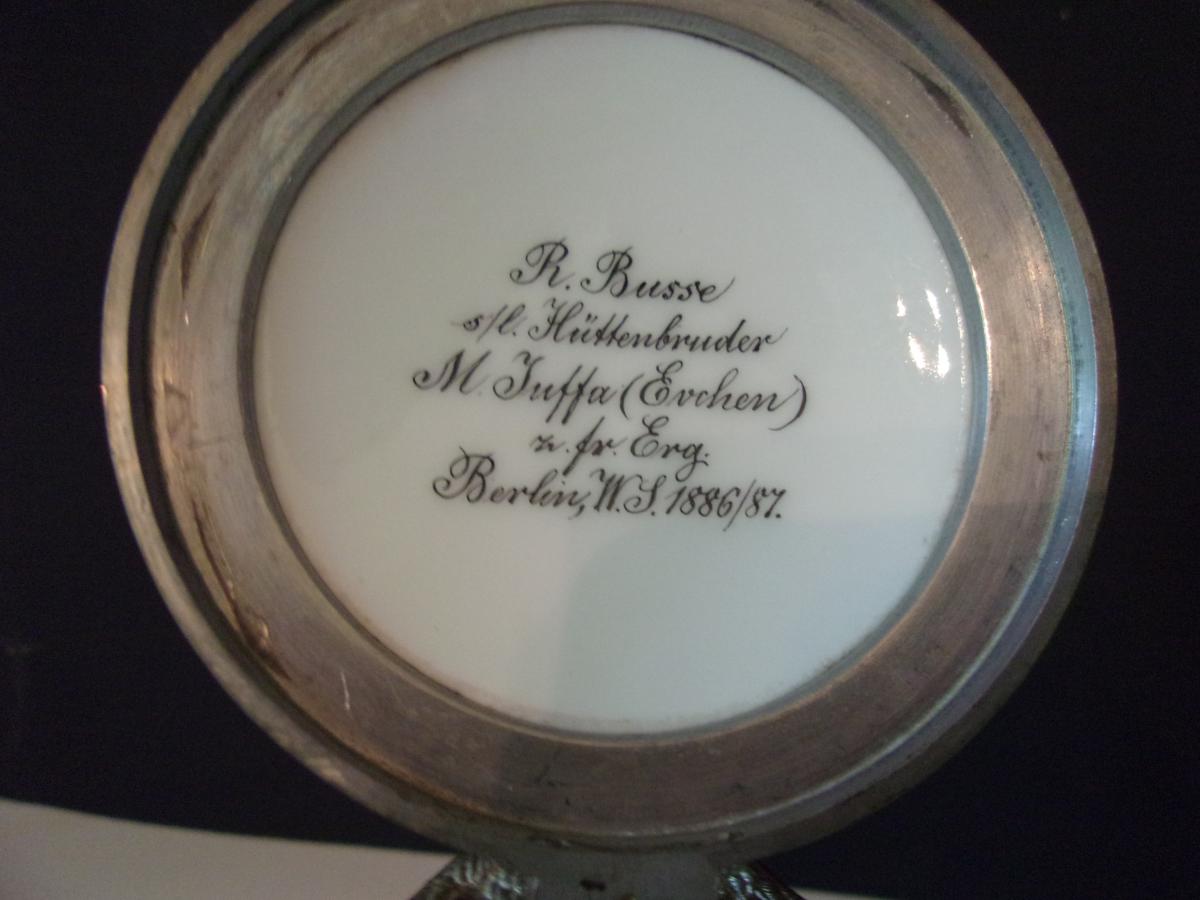 R. Busse
s/l. Hüttenbruder
M. Juffa (Evchen)
z. fr. Erg.
Berlin, W.S. 1886/87.